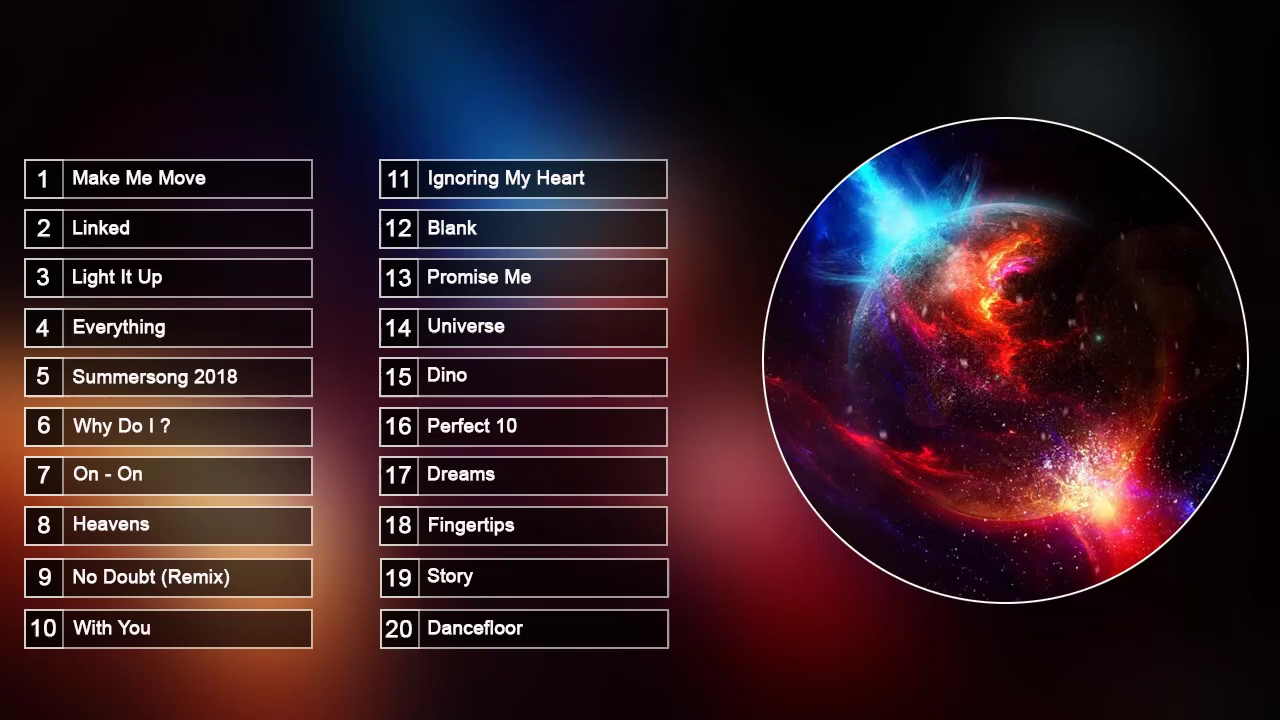 1 Make Me Move
2 Linked
3 Light It Up
4 Everything
5 Summersong 2018
6 Why Do I ?
7 On - On
8 Heavens
9 No Doubt (Remix)
10 With You
11 Ignoring My Heart
12 Blank
13 Promise Me
14 Universe
15 Dino
16 Perfect 10
17 Dreams
18 Fingertips
19 Story
20 Dancefloor